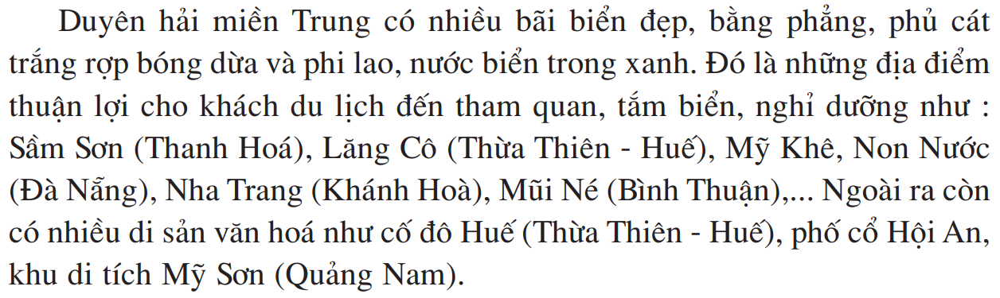 Duyên hải miền Trung có nhiều bãi biển đẹp, bằng phẳng, phủ cát
trắng rợp bóng dừa và phi lao, nước biển trong xanh. Đó là những địa điểm
thuận lợi cho khách du lịch đến tham quan, tắm biển, nghỉ dưỡng như :
Sầm Sơn (Thanh Hoá), Lăng Cô (Thừa Thiên - Huế), Mỹ Khê, Non Nước
(Đà Nẵng), Nha Trang (Khánh Hoà), Mũi Né (Bình Thuận),... Ngoài ra còn
có nhiều di sản văn hoá như cố đô Huế (Thừa Thiên - Huế), phố cổ Hội An,
khu di tích Mỹ Sơn (Quảng Nam).